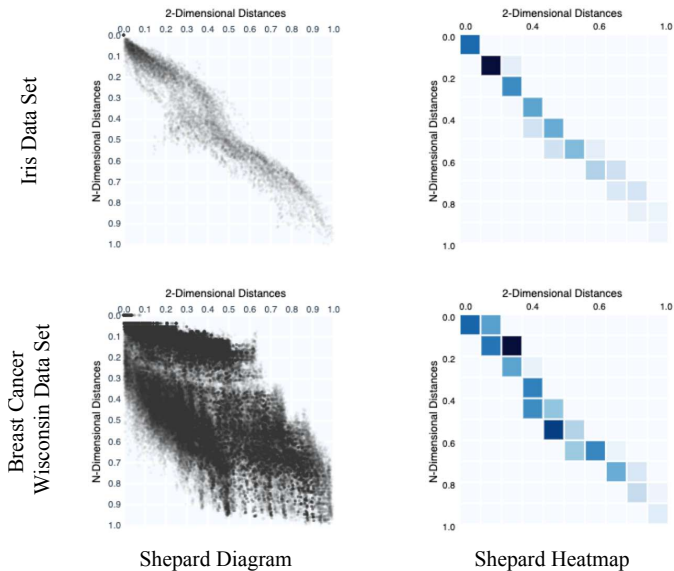 2-Dimensional Distances
0.0 0.1 0.2 0.3 0.4 0.5 0.6 0.7 0.8 0.9 1.0
0.0
0.1
0.2
0.3
0.4
0.5
0.6
0.7
0.8
0.9
1.0
N-Dimensional Distances
Iris Data Set
2-Dimensional Distances
0.0 0.4 1.0
0.0
0.2
0.4
0.6
1.0
N-Dimensional Distances
2-Dimensional Distances
0.0 0.1 0.2 0.3 0.4 0.5 0.6 0.7 0.8 0.9 1.0
0.0
0.1
0.2
0.3
0.4
0.5
0.6
0.7
0.8
0.9
1.0
N-Dimensional Distances
Breast Cancer
Wisconsin Data Set
2-Dimensional Distances
0.0 0.4 1.0
0.0
0.2
0.4
0.6
1.0
N-Dimensional Distances
Shepard Diagram
Shepard Heatmap